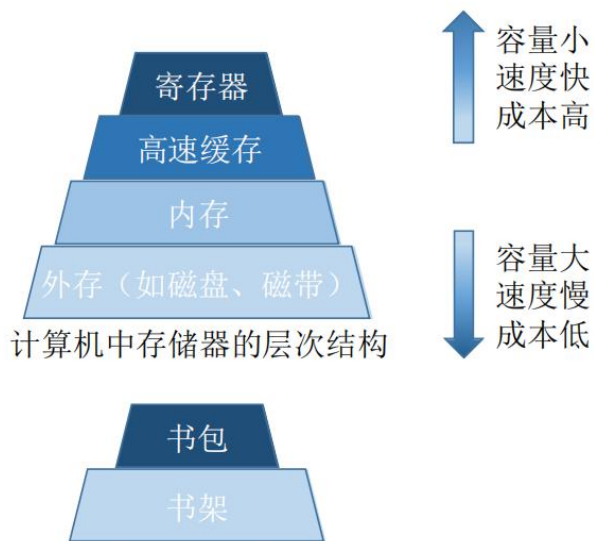 寄存器
高速缓存
内存
外存（如磁盘、磁带）
计算机中存储器的层次结构
容量小
速度快
成本高
容量大
速度慢
成本低
书包
书架